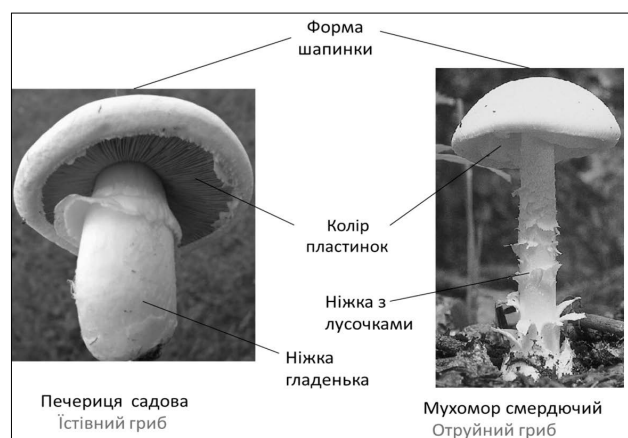 Форма
шапинки
Колір
пластинок
Ніжка з
лусочками
Ніжка
гладенька
Печериця садова
Їстівний гриб
Мухомор смердючий
Отруйний гриб